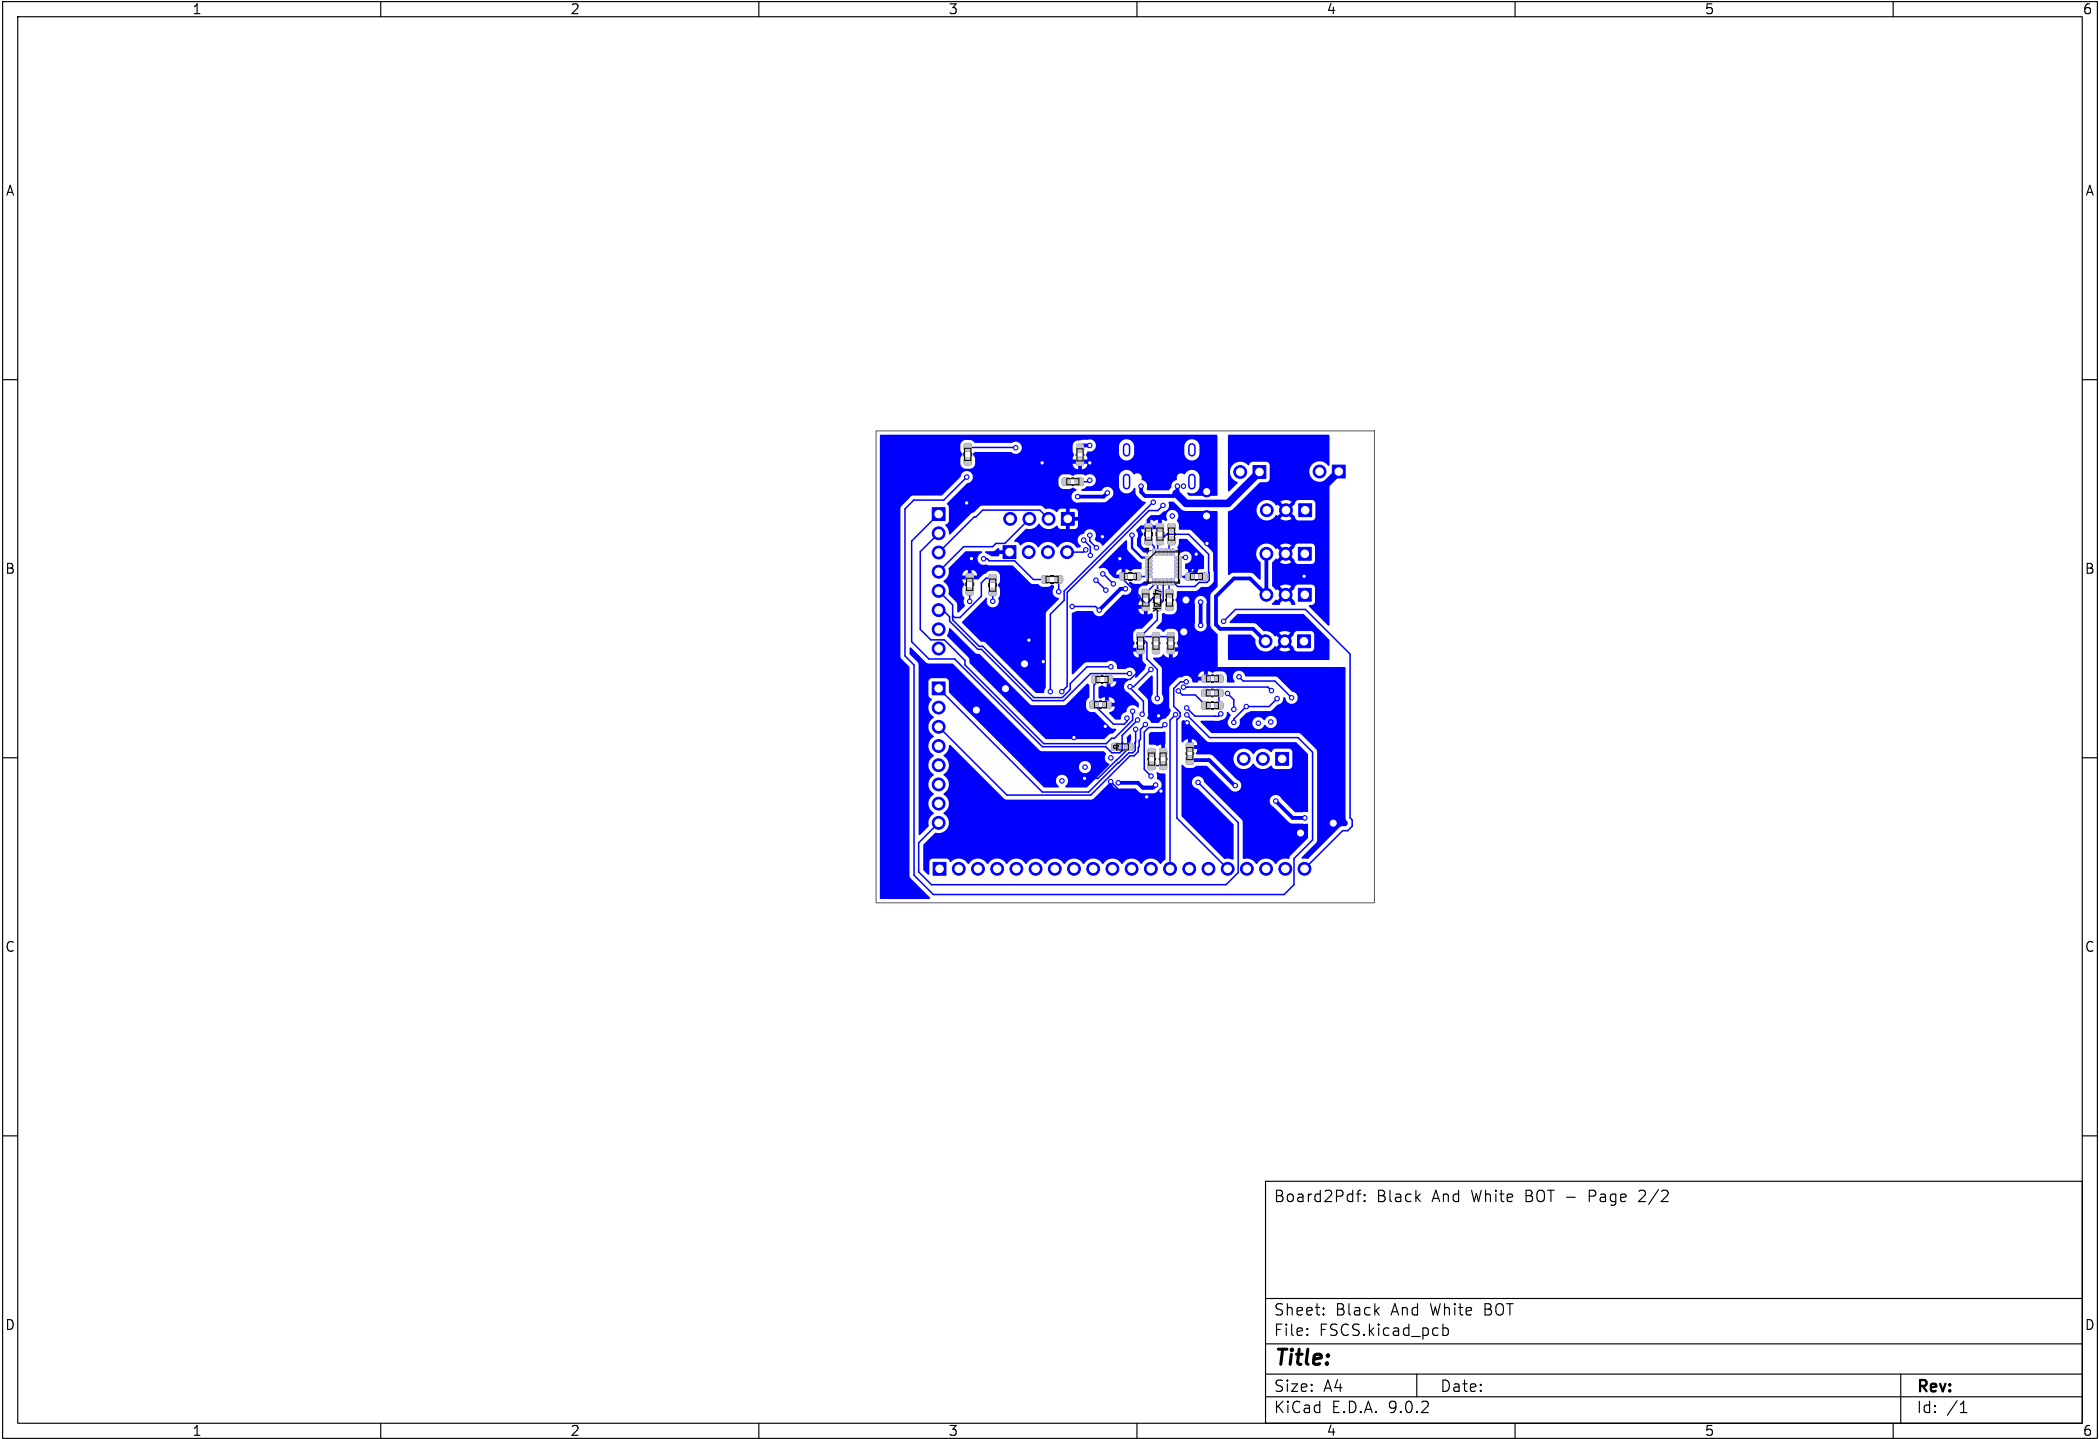 1 2 3 4 5 6
A A
B B
C C
D D
Board2Pdf: Black And White BOT – Page 2/2
Sheet: Black And White BOT
File: FSCS.kicad_pcb
Title:
Size: A4 Date: Rev:
KiCad E.D.A. 9.0.2 Id: /1
1 2 3 4 5 6